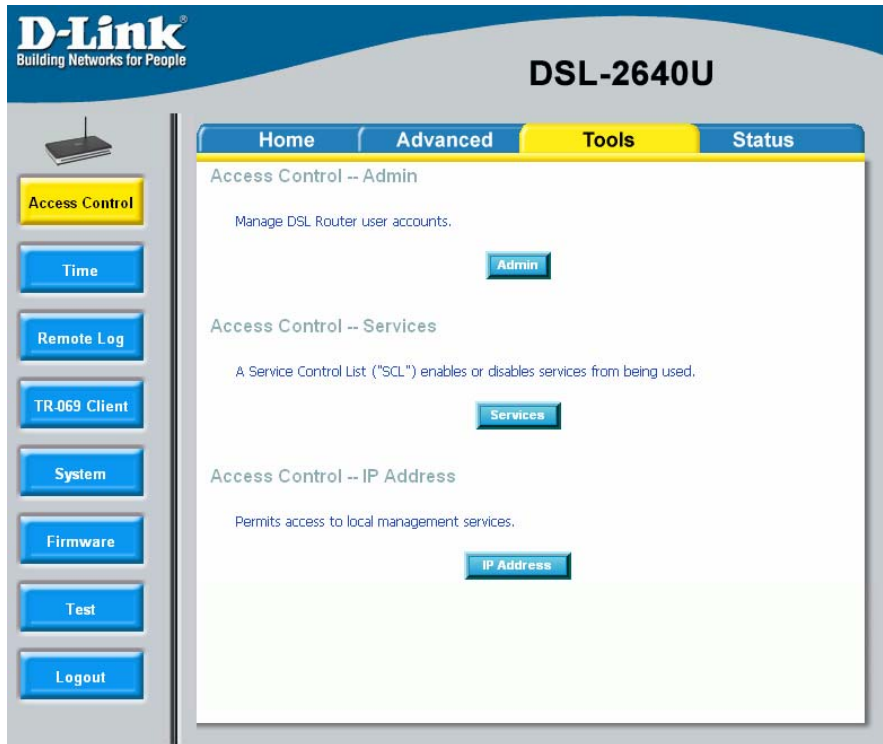 D-Link®
Building Networks for People
DSL-2640U
Home
Advanced
Tools
Status
Access Control
Time
Remote Log
TR-069 Client
System
Firmware
Test
Logout
Access Control -- Admin
Manage DSL Router user accounts.
Admin
Access Control -- Services
A Service Control List ("SCL") enables or disables services from being used.
Services
Access Control -- IP Address
Permits access to local management services.
IP Address